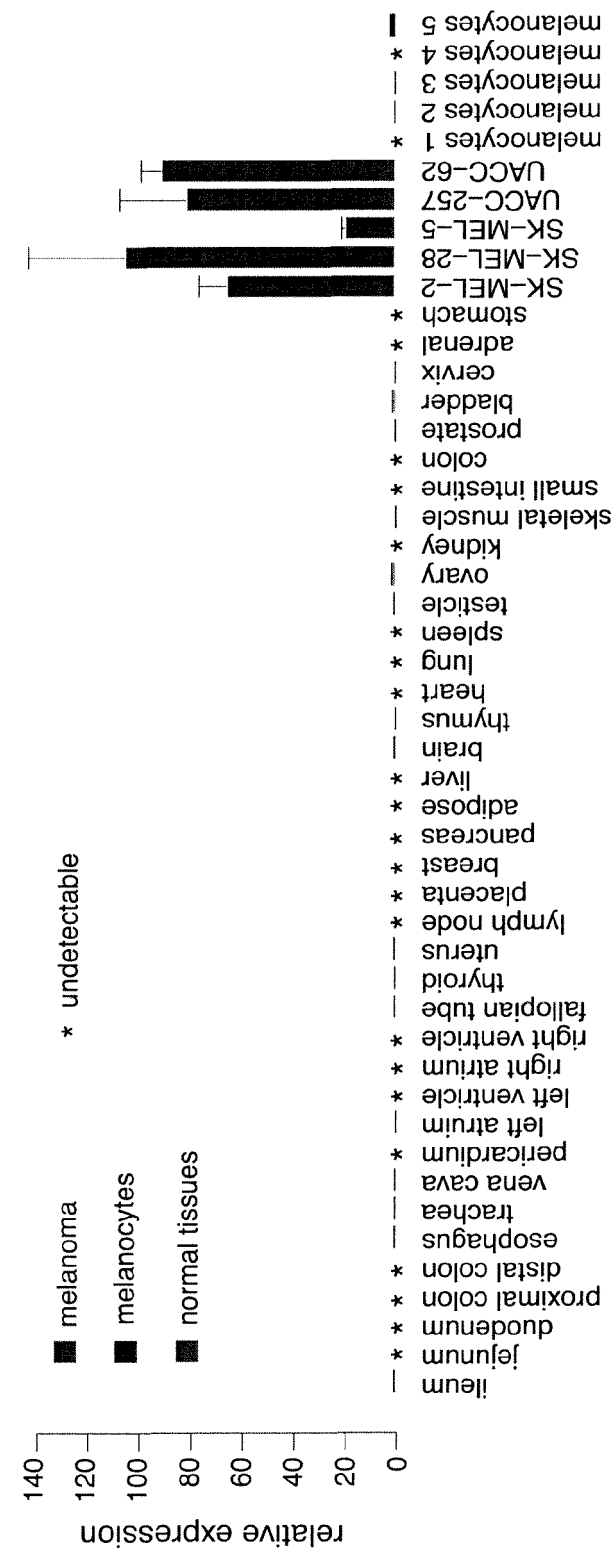 relative expression
140
120
100
80
60
40
20
0
melanoma
melanocytes
normal tissues
* undetectable
ileum
* jejunum
* duodenum
* proximal colon
* distal colon
esophagus
trachea
vena cava
* pericardium
left atruim
* left ventricle
* right atrium
* right ventricle
fallopian tube
thyroid
uterus
* lymph node
* placenta
* breast
* pancreas
* adipose
* liver
brain
thymus
* heart
* lung
* spleen
testicle
ovary
* kidney
skeletal muscle
* small intestine
* colon
prostate
bladder
cervix
* adrenal
* stomach
SK-MEL-2
SK-MEL-28
SK-MEL-5
UACC-257
UACC-62
* melanocytes 1
melanocytes 2
melanocytes 3
* melanocytes 4
melanocytes 5